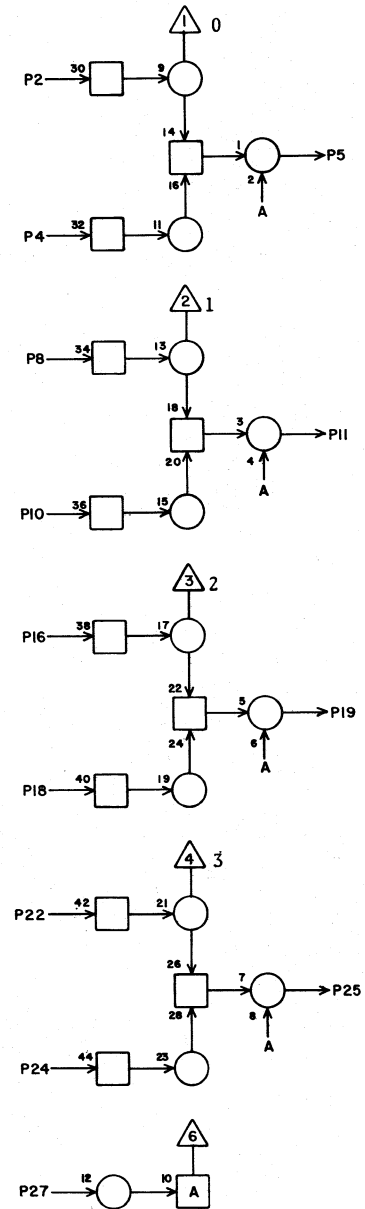 1 0
P2 30 9
14 1 P5
16 2
A
P4 32 11
2 1
P8 34 13
18 3 P11
20 4
A
P10 36 15
3 2
P16 38 17
22 5 P19
24 6
A
P18 40 19
4 3
P22 42 21
26 7 P25
28 8
A
P24 44 23
6
P27 12 10 A